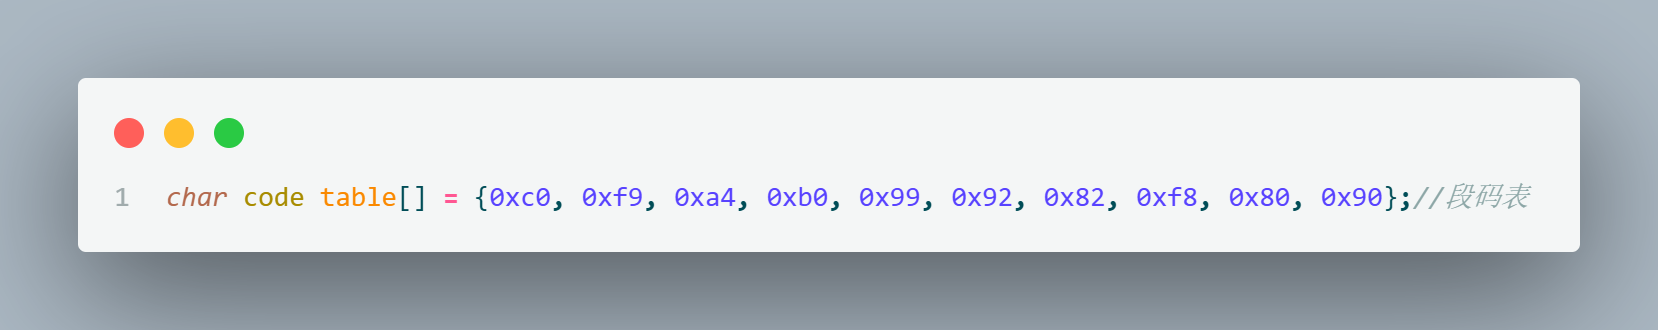 1 char code table[] = {0xc0, 0xf9, 0xa4, 0xb0, 0x99, 0x92, 0x82, 0xf8, 0x80, 0x90};//段码表